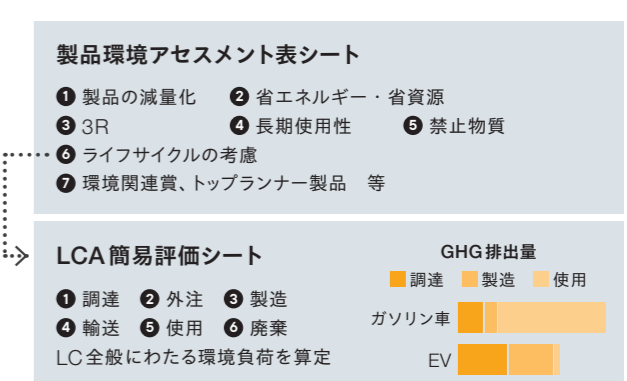 製品環境アセスメント表シート
❶ 製品の減量化 ❷ 省エネルギー・省資源
❸ 3R ❹ 長期使用性 ❺ 禁止物質
❻ ライフサイクルの考慮
❼ 環境関連賞、トップランナー製品 等
LCA簡易評価シート
❶ 調達 ❷ 外注 ❸ 製造
❹ 輸送 ❺ 使用 ❻ 廃棄
LC全般にわたる環境負荷を算定
GHG排出量
調達 製造 使用
ガソリン車
EV